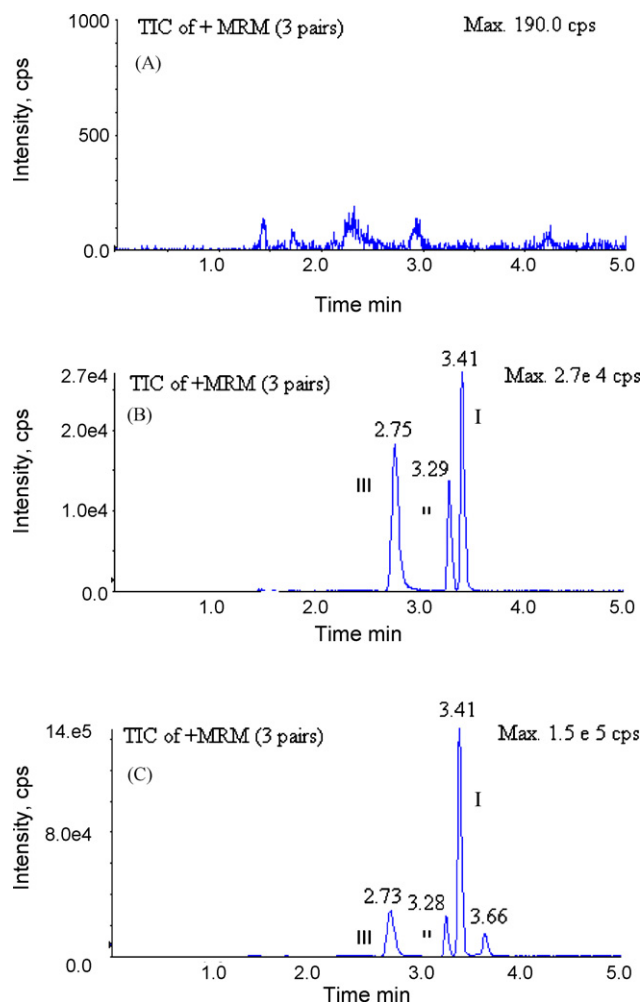 1000
TIC of + MRM (3 pairs)
Max. 190.0 cps
(A)
Intensity, cps
500
0.0
1.0 2.0 3.0 4.0 5.0
Time min
3.41
2.7e4
TIC of +MRM (3 pairs)
Max. 2.7e 4 cps
(B)
I
2.75
2.0e4
3.29
Intensity, cps
III
II
1.0e4
0.0
1.0 2.0 3.0 4.0 5.0
Time min
3.41
14.e5
TIC of +MRM (3 pairs)
Max. 1.5 e 5 cps
(C)
I
Intensity, cps
8.0e4
2.73
3.28
3.66
III
II
0.0
1.0 2.0 3.0 4.0 5.0
Time min